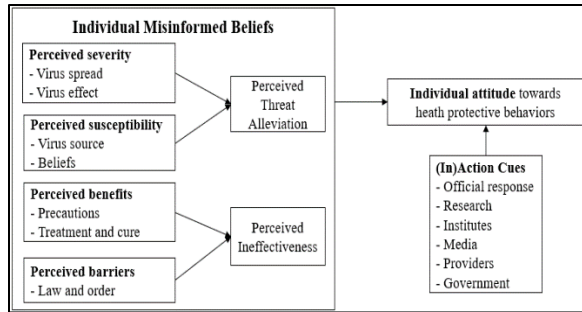 Individual Misinformed Beliefs
Perceived severity
- Virus spread
- Virus effect
Perceived susceptibility
- Virus source
- Beliefs
Perceived
Threat
Alleviation
Perceived benefits
- Precautions
- Treatment and cure
Perceived barriers
- Law and order
Perceived
Ineffectiveness
Individual attitude towards
heath protective behaviors
(In)Action Cues
- Official response
- Research
- Institutes
- Media
- Providers
- Government